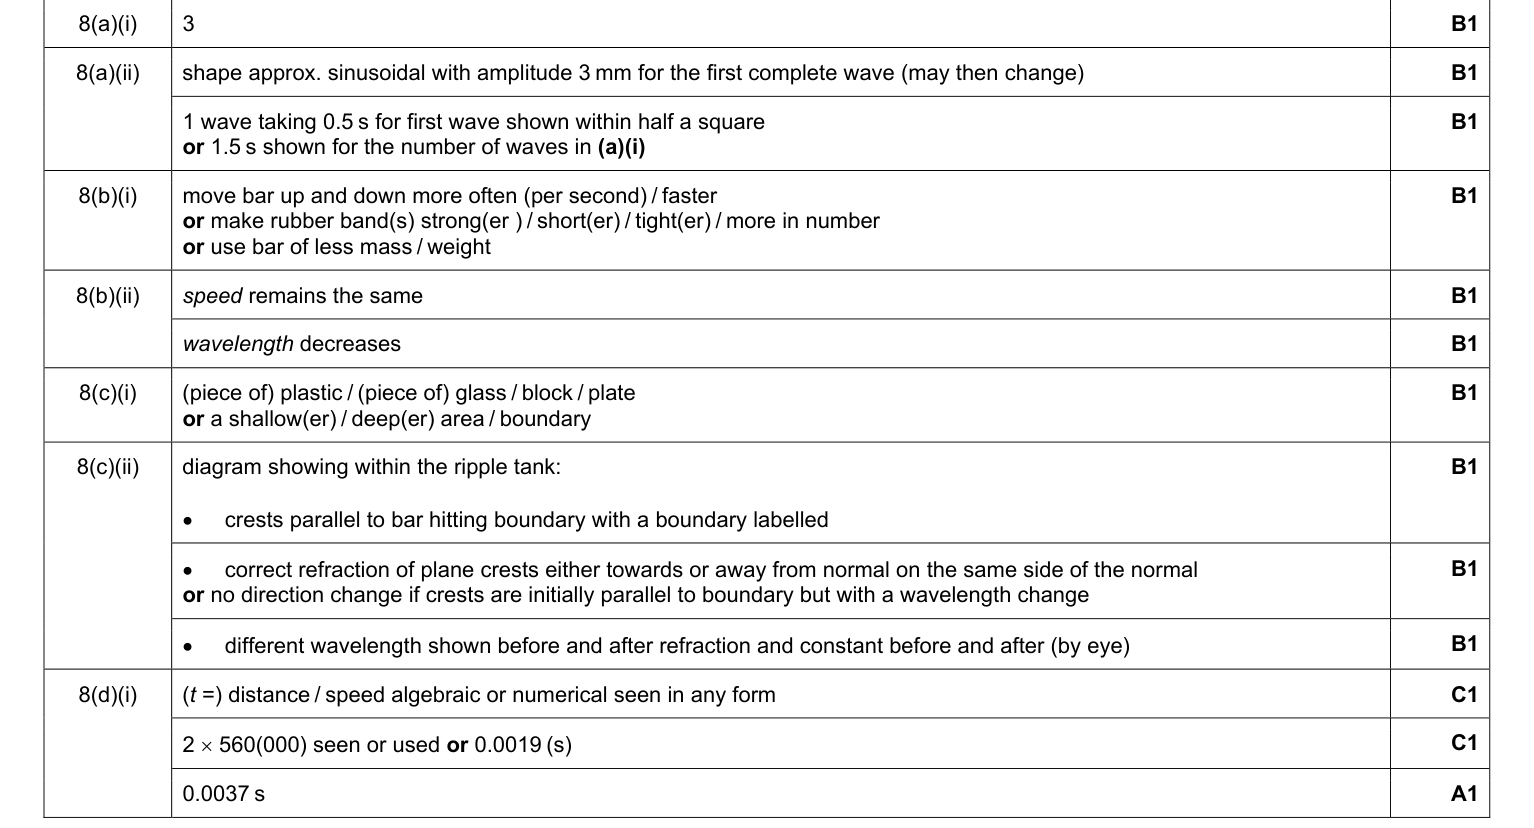 8(a)(i) 3 B1
8(a)(ii) shape approx. sinusoidal with amplitude 3 mm for the first complete wave (may then change) B1
1 wave taking 0.5 s for first wave shown within half a square B1
or 1.5 s shown for the number of waves in (a)(i)
8(b)(i) move bar up and down more often (per second) / faster B1
or make rubber band(s) strong(er ) / short(er) / tight(er) / more in number
or use bar of less mass / weight
8(b)(ii) speed remains the same B1
wavelength decreases B1
8(c)(i) (piece of) plastic / (piece of) glass / block / plate B1
or a shallow(er) / deep(er) area / boundary
8(c)(ii) diagram showing within the ripple tank: B1
• crests parallel to bar hitting boundary with a boundary labelled
• correct refraction of plane crests either towards or away from normal on the same side of the normal B1
or no direction change if crests are initially parallel to boundary but with a wavelength change
• different wavelength shown before and after refraction and constant before and after (by eye) B1
8(d)(i) (t =) distance / speed algebraic or numerical seen in any form C1
2 × 560(000) seen or used or 0.0019 (s) C1
0.0037 s A1